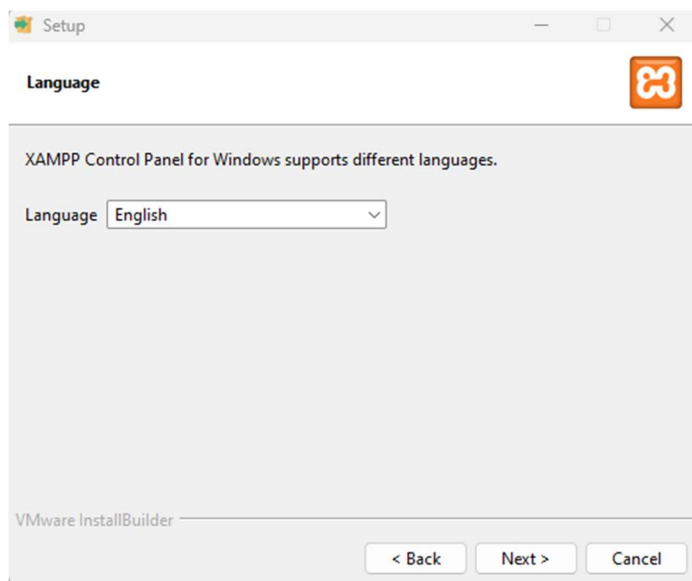 Setup
Language
XAMPP Control Panel for Windows supports different languages.
Language English
VMware InstallBuilder
< Back Next > Cancel